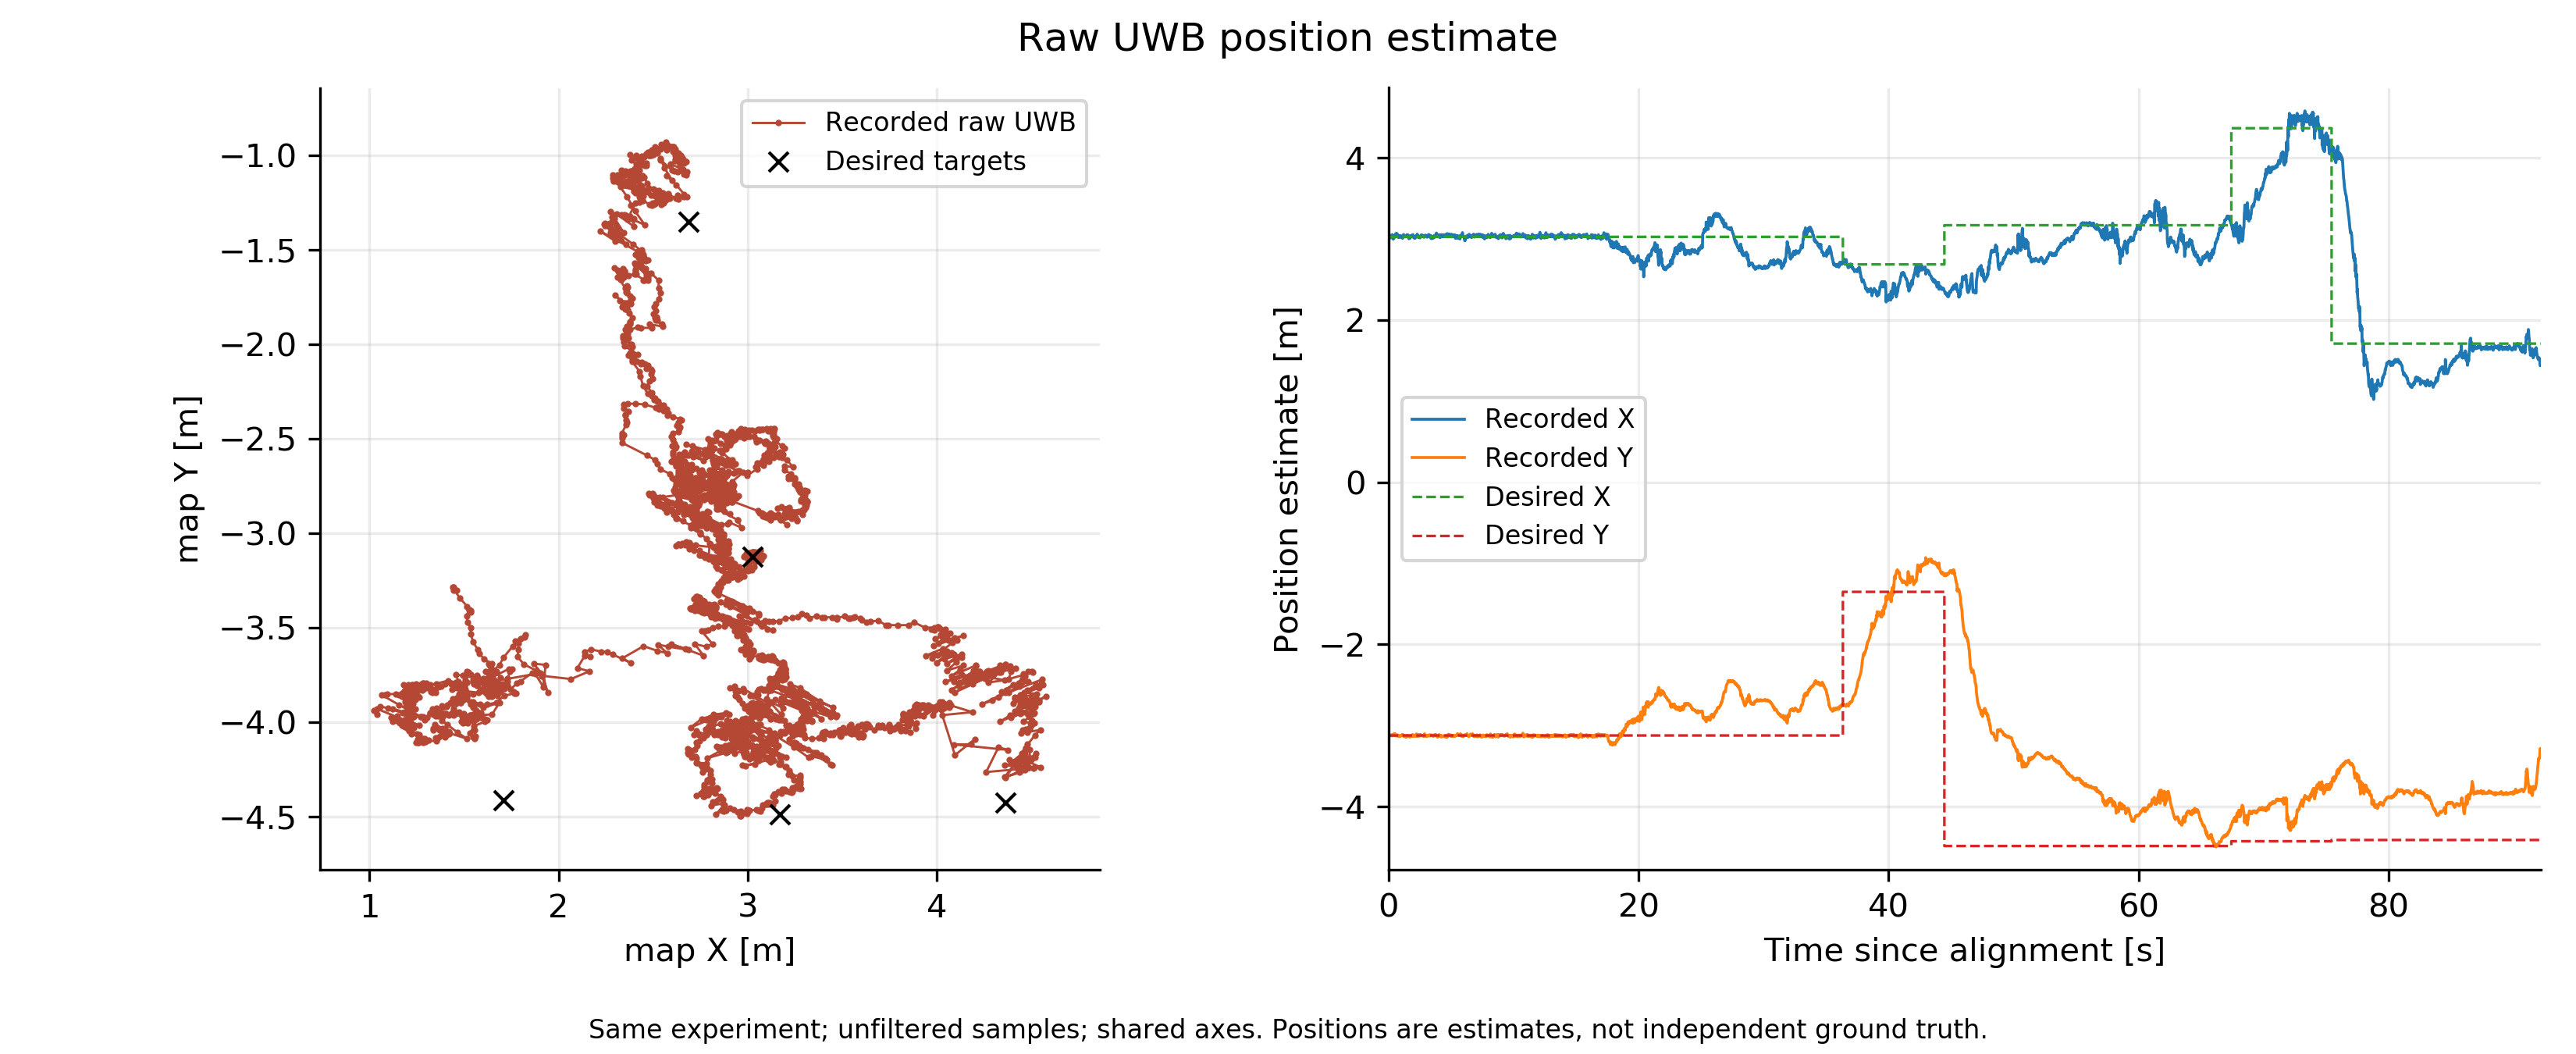 Raw UWB position estimate
Recorded raw UWB
Desired targets
−1.0
−1.5
−2.0
−2.5
−3.0
−3.5
−4.0
−4.5
map Y [m]
1
2
3
4
map X [m]
4
2
0
−2
−4
Position estimate [m]
Recorded X
Recorded Y
Desired X
Desired Y
0
20
40
60
80
Time since alignment [s]
Same experiment; unfiltered samples; shared axes. Positions are estimates, not independent ground truth.